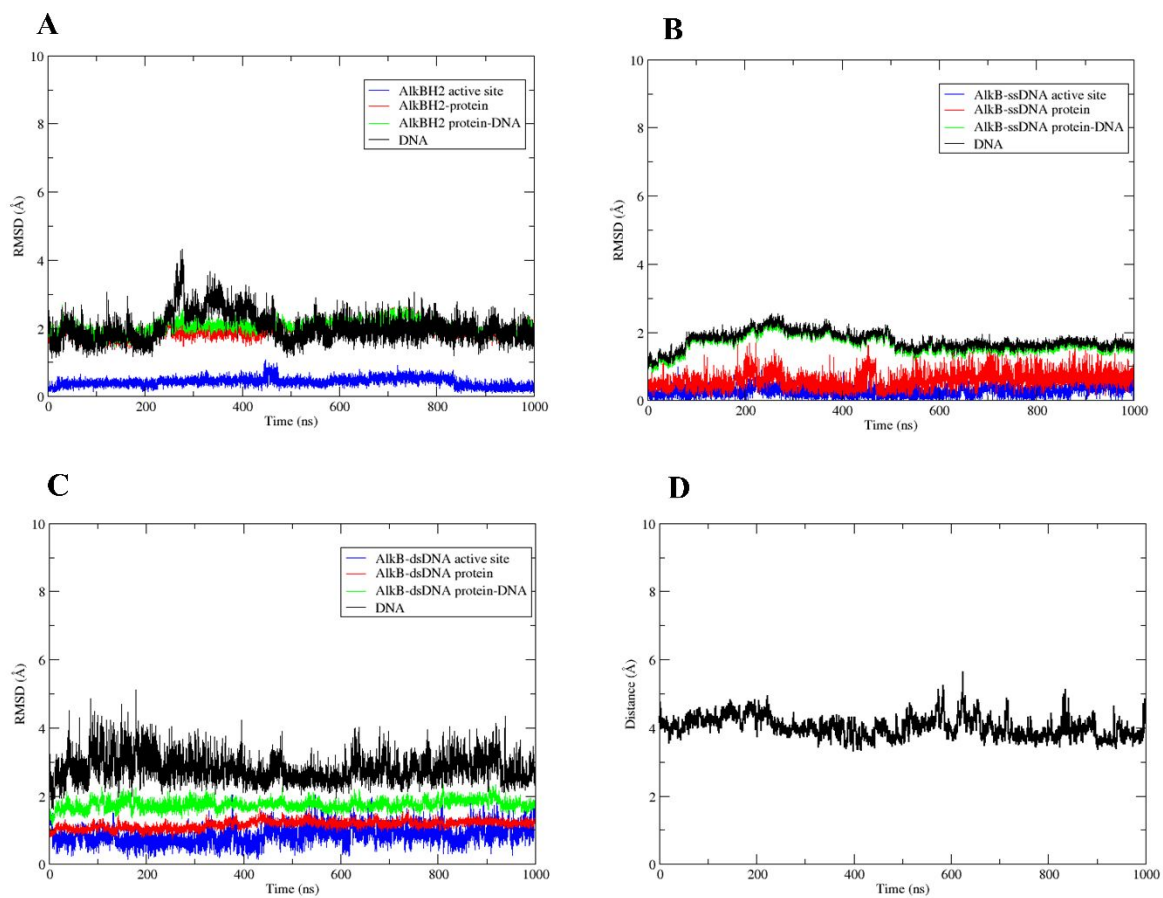 A
10
8
6
4
2
0
RMSD (Å)
AlkBH2 active site
AlkBH2-protein
AlkBH2 protein-DNA
DNA
0 200 400 600 800 1000
Time (ns)
B
10
8
6
4
2
0
RMSD (Å)
AlkB-ssDNA active site
AlkB-ssDNA protein
AlkB-ssDNA protein-DNA
DNA
0 200 400 600 800 1000
Time (ns)
C
10
8
6
4
2
0
RMSD (Å)
AlkB-dsDNA active site
AlkB-dsDNA protein
AlkB-dsDNA protein-DNA
DNA
0 200 400 600 800 1000
Time (ns)
D
10
8
6
4
2
0
Distance (Å)
0 200 400 600 800 1000
Time (ns)